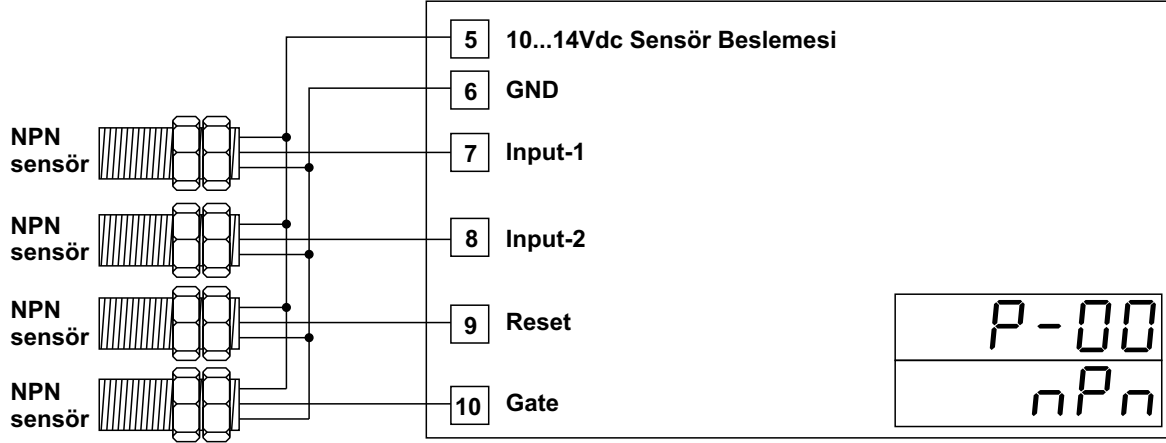 5 10...14Vdc Sensör Beslemesi
6 GND
NPN
sensör
7 Input-1
NPN
sensör
8 Input-2
NPN
sensör
9 Reset
NPN
sensör
10 Gate
P-00
nPn